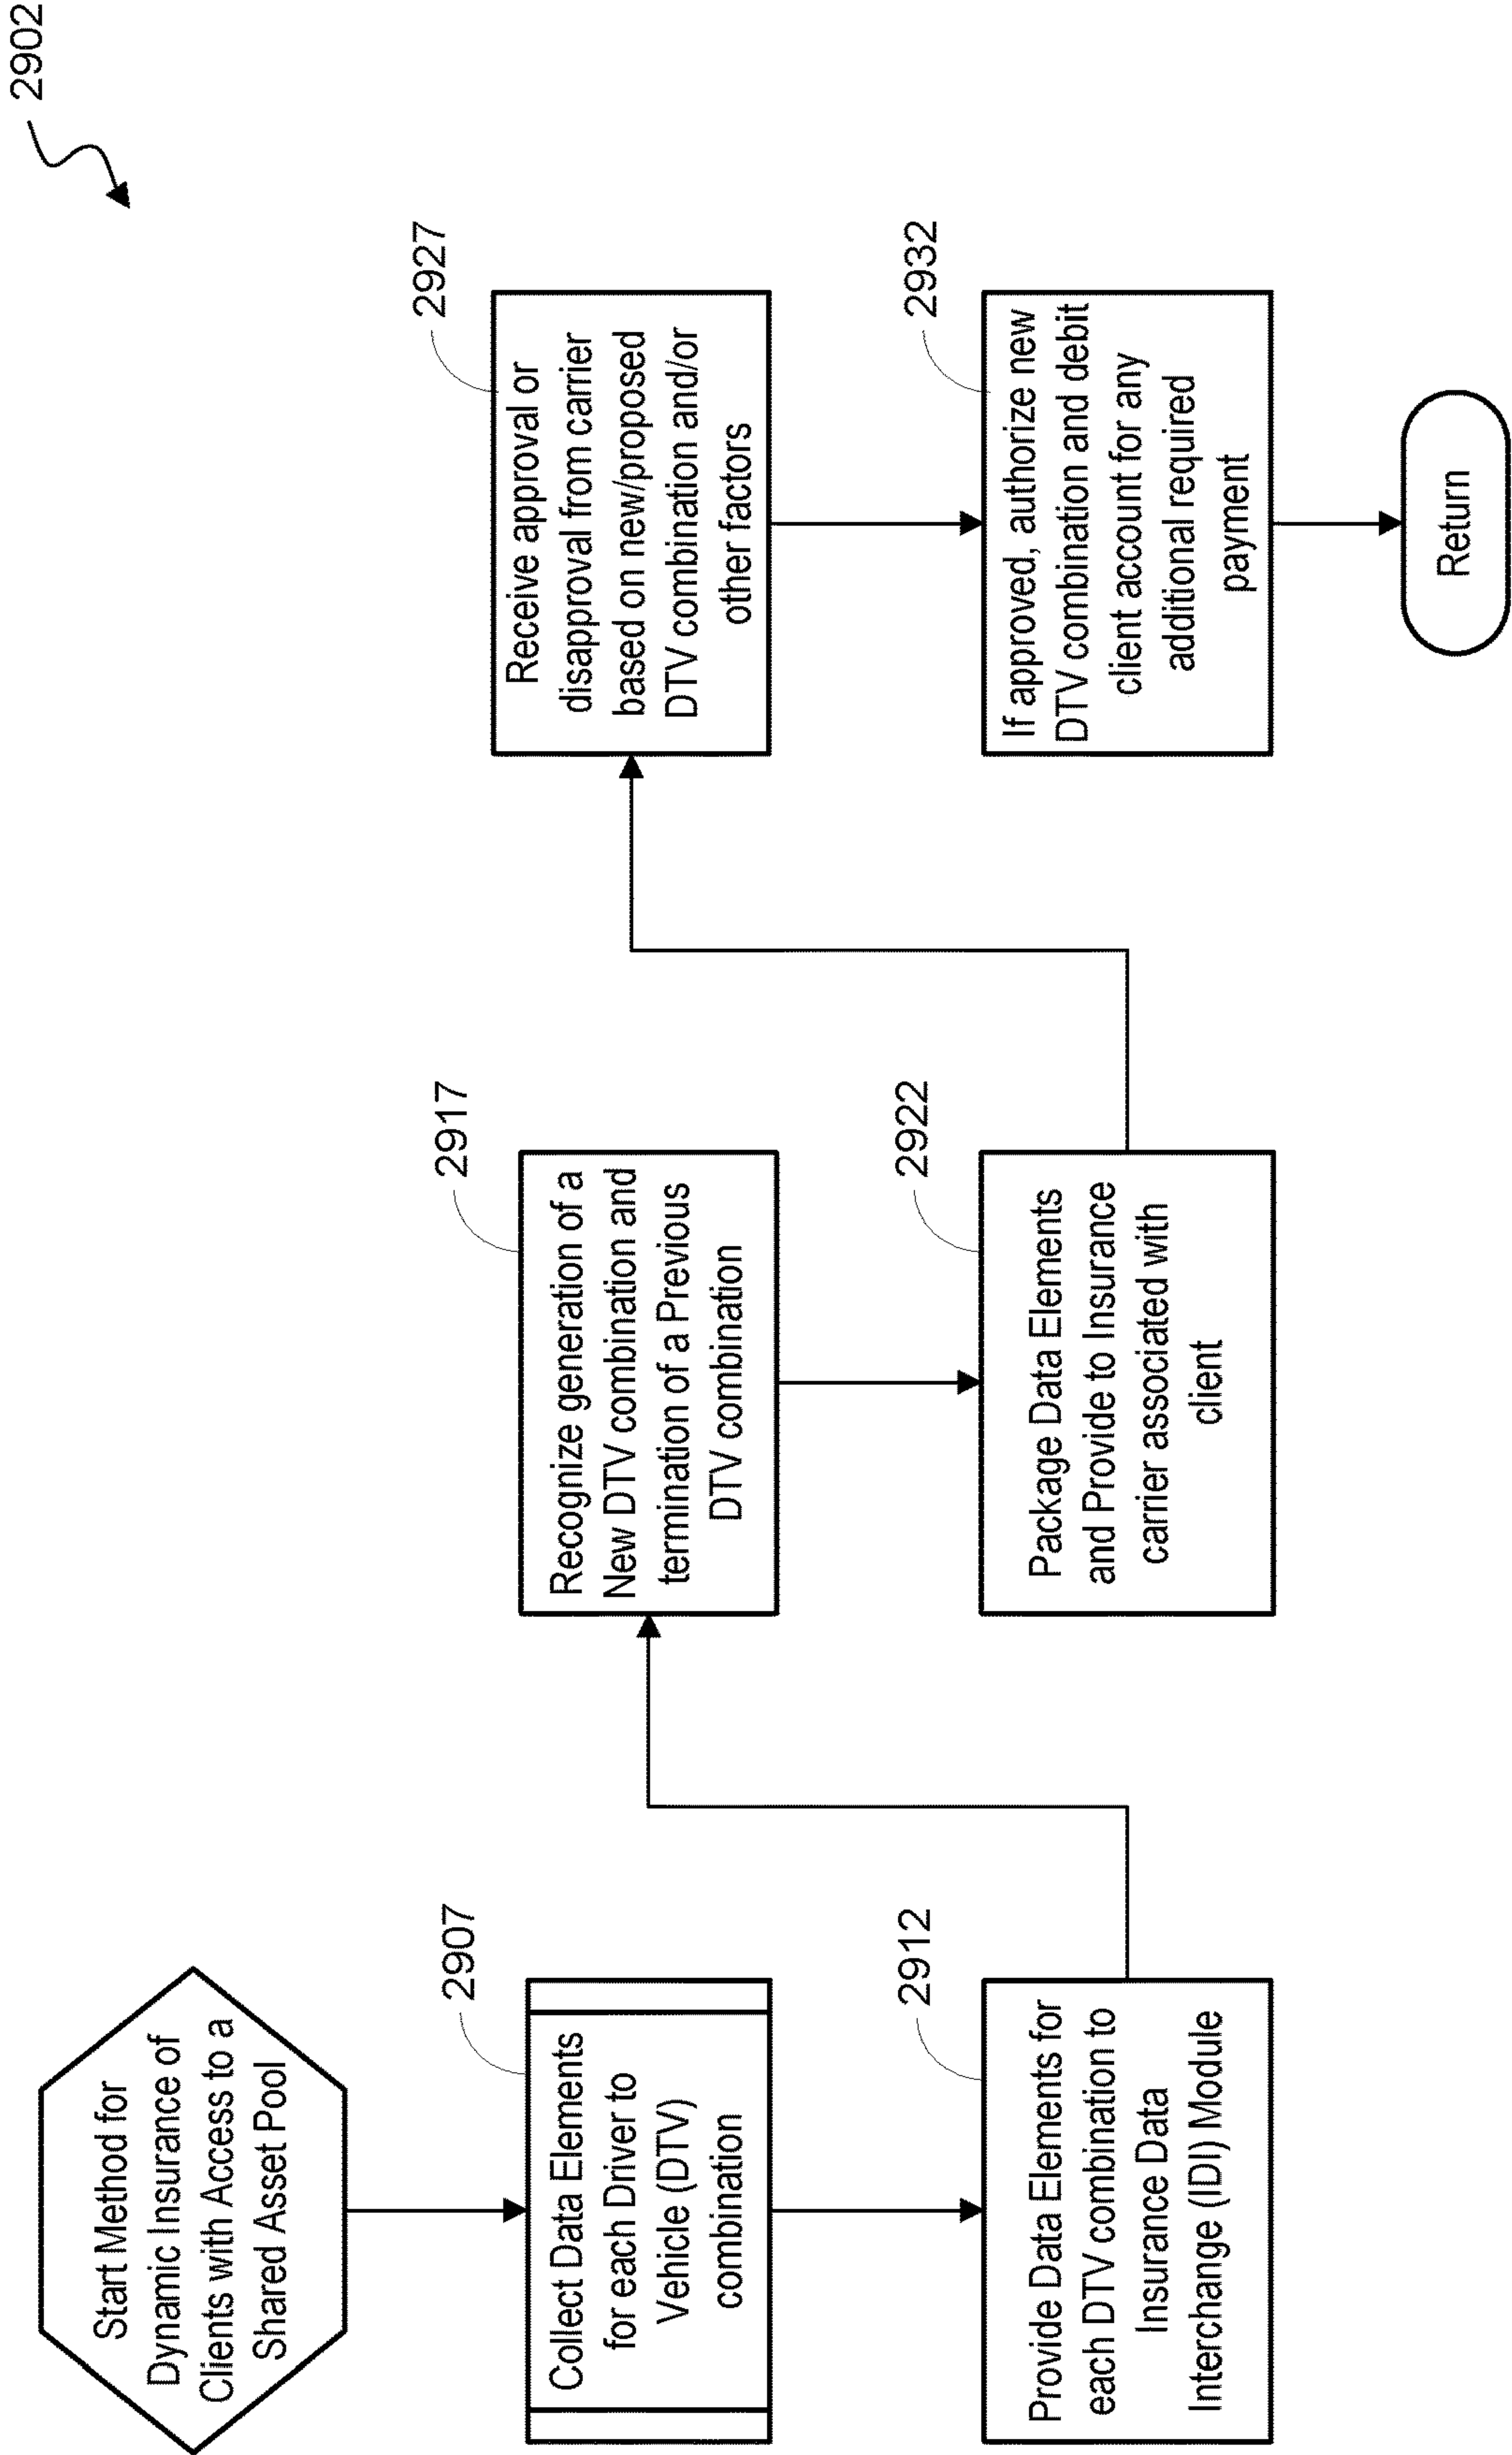 2902
Start Method for
Dynamic Insurance of
Clients with Access to a
Shared Asset Pool
2907
Collect Data Elements
for each Driver to
Vehicle (DTV)
combination
2912
Provide Data Elements for
each DTV combination to
Insurance Data
Interchange (IDI) Module
2917
Recognize generation of a
New DTV combination and
termination of a Previous
DTV combination
2922
Package Data Elements
and Provide to Insurance
carrier associated with
client
2927
Receive approval or
disapproval from carrier
based on new/proposed
DTV combination and/or
other factors
2932
If approved, authorize new
DTV combination and debit
client account for any
additional required
payment
Return